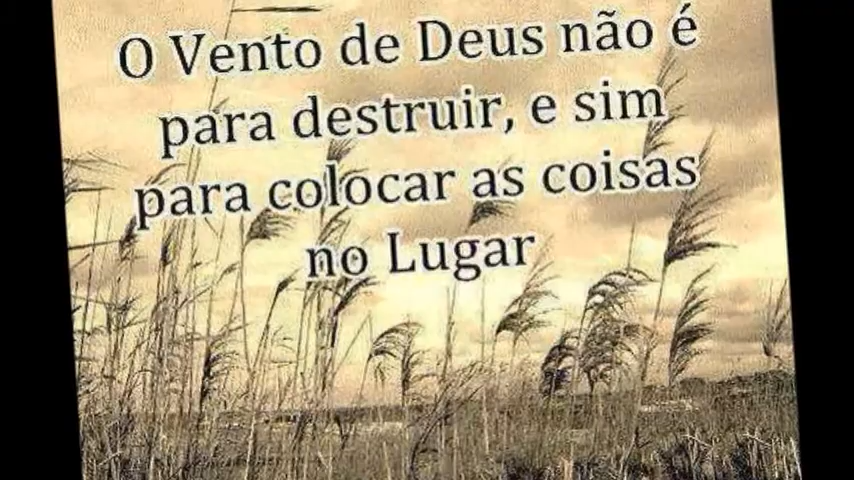 O Vento de Deus não é
para destruir, e sim
para colocar as coisas
no Lugar